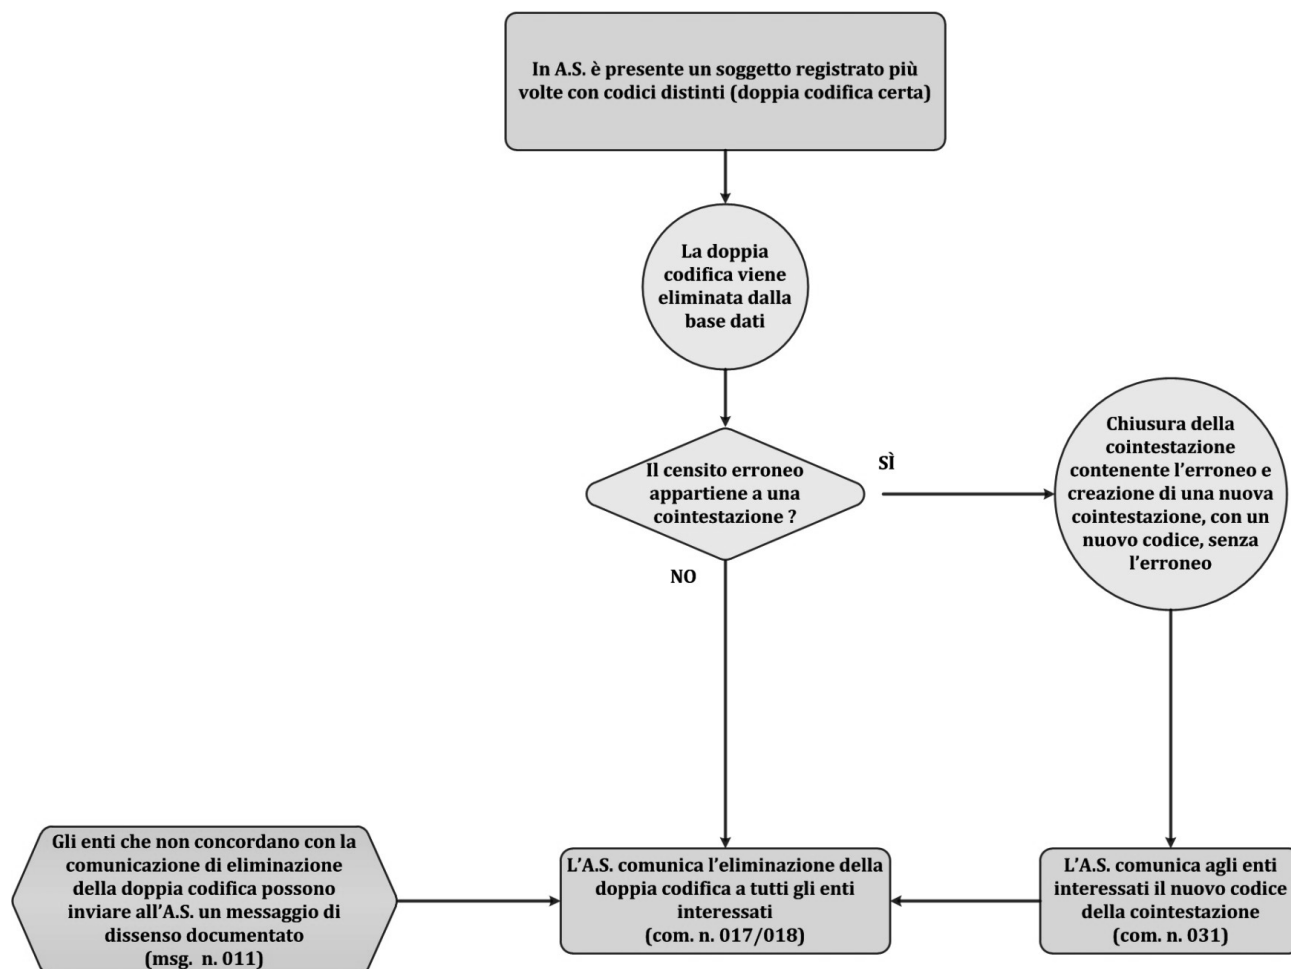 In A.S. è presente un soggetto registrato più
volte con codici distinti (doppia codifica certa)
La doppia
codifica viene
eliminata dalla
base dati
Il censito erroneo
appartiene a una
cointestazione ?
SÌ
Chiusura della
cointestazione
contenente l'erroneo e
creazione di una nuova
cointestazione, con un
nuovo codice, senza
l'erroneo
NO
Gli enti che non concordano con la
comunicazione di eliminazione
della doppia codifica possono
inviare all'A.S. un messaggio di
dissenso documentato
(msg. n. 011)
L'A.S. comunica l'eliminazione della
doppia codifica a tutti gli enti
interessati
(com. n. 017/018)
L'A.S. comunica agli enti
interessati il nuovo codice
della cointestazione
(com. n. 031)